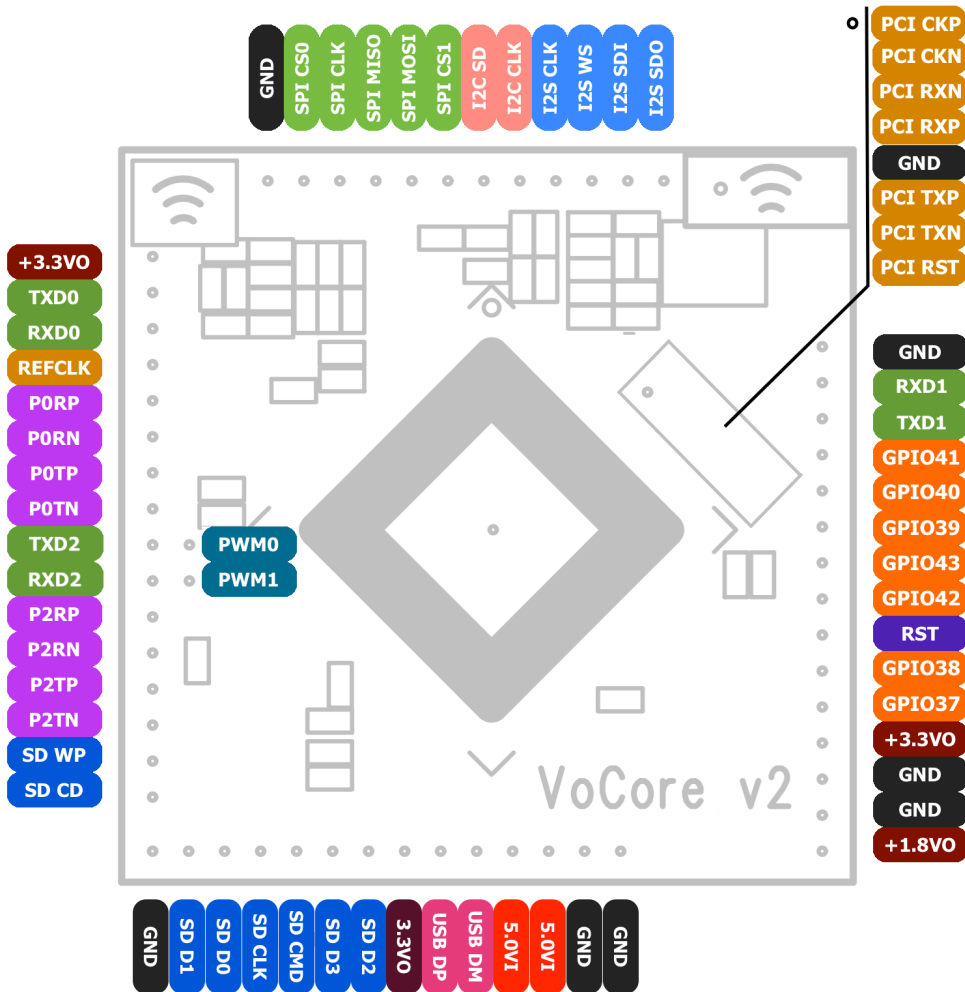 GND
SPI CS0
SPI CLK
SPI MISO
SPI MOSI
SPI CS1
I2C SD
I2C CLK
I2S CLK
I2S WS
I2S SDI
I2S SDO
PCI CKP
PCI CKN
PCI RXN
PCI RXP
GND
PCI TXP
PCI TXN
PCI RST
+3.3VO
TXD0
RXD0
REFCLK
P0RP
P0RN
P0TP
P0TN
TXD2
RXD2
P2RP
P2RN
P2TP
P2TN
SD WP
SD CD
PWM0
PWM1
GND
RXD1
TXD1
GPIO41
GPIO40
GPIO39
GPIO43
GPIO42
RST
GPIO38
GPIO37
+3.3VO
GND
GND
+1.8VO
VoCore v2
GND
SD D1
SD D0
SD CLK
SD CMD
SD D3
SD D2
3.3VO
USB DP
USB DM
5.0VI
5.0VI
GND
GND